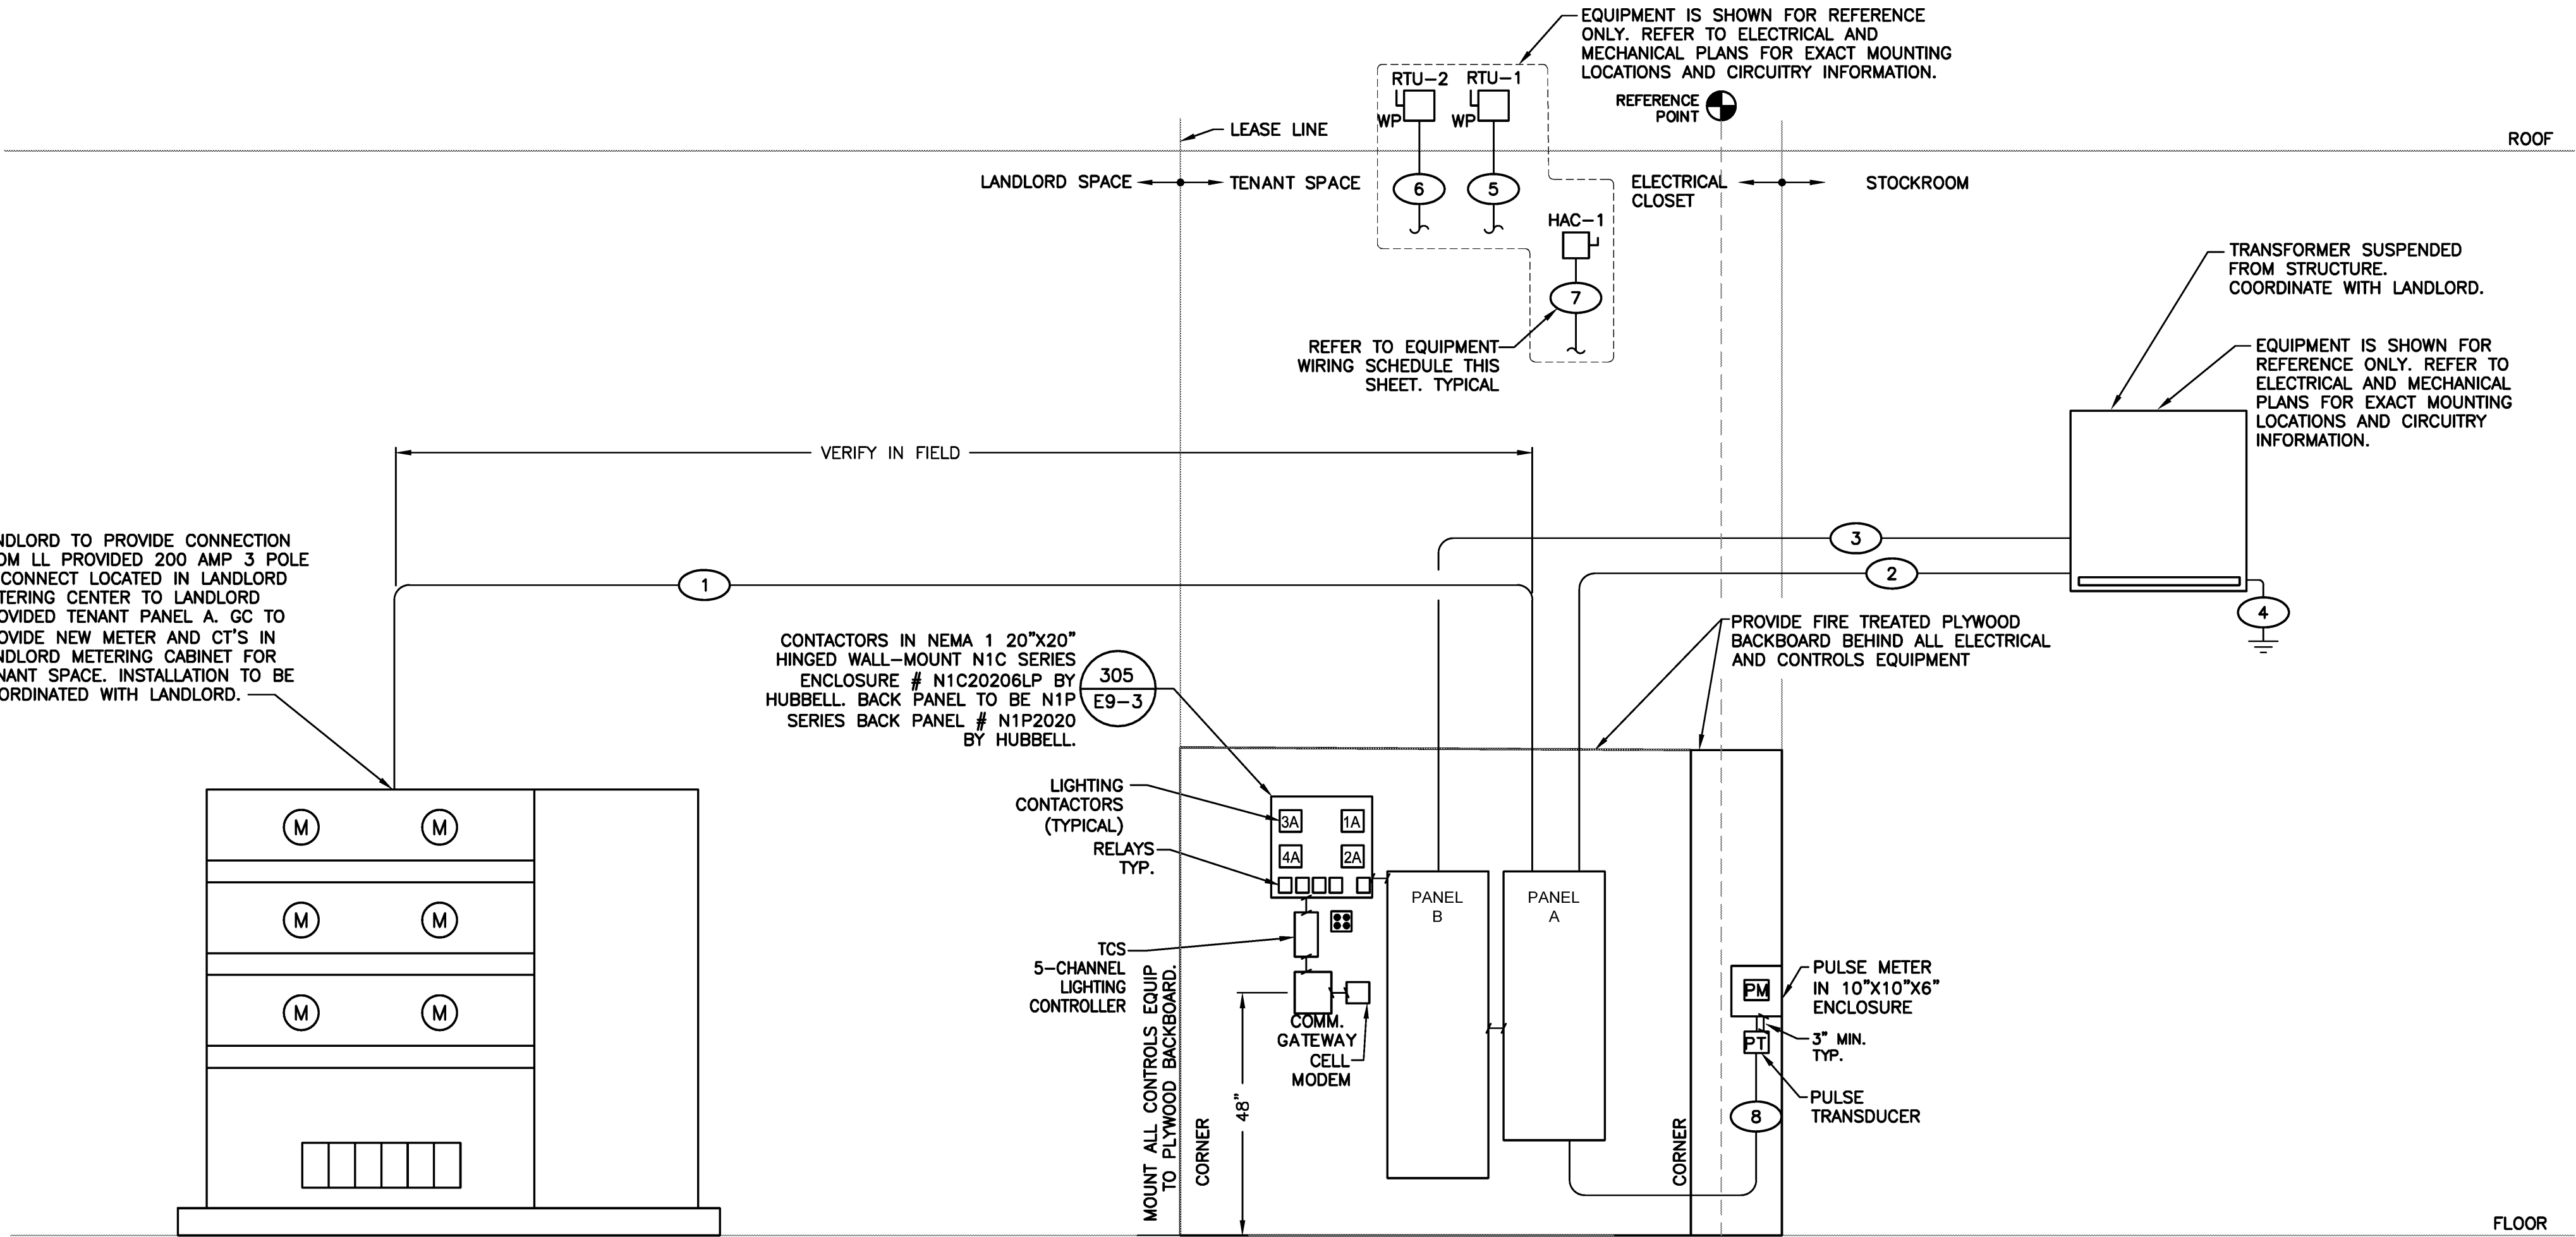 EQUIPMENT IS SHOWN FOR REFERENCE
ONLY. REFER TO ELECTRICAL AND
MECHANICAL PLANS FOR EXACT MOUNTING
LOCATIONS AND CIRCUITRY INFORMATION.
RTU-2
RTU-1
WP
WP
REFERENCE
POINT
LEASE LINE
ROOF
LANDLORD SPACE
TENANT SPACE
6
5
ELECTRICAL
CLOSET
STOCKROOM
HAC-1
7
REFER TO EQUIPMENT
WIRING SCHEDULE THIS
SHEET. TYPICAL
TRANSFORMER SUSPENDED
FROM STRUCTURE.
COORDINATE WITH LANDLORD.
EQUIPMENT IS SHOWN FOR
REFERENCE ONLY. REFER TO
ELECTRICAL AND MECHANICAL
PLANS FOR EXACT MOUNTING
LOCATIONS AND CIRCUITRY
INFORMATION.
VERIFY IN FIELD
3
2
1
4
NDLORD TO PROVIDE CONNECTION
OM LL PROVIDED 200 AMP 3 POLE
CONNECT LOCATED IN LANDLORD
TERING CENTER TO LANDLORD
OVIDED TENANT PANEL A. GC TO
OVIDE NEW METER AND CT'S IN
NDLORD METERING CABINET FOR
NANT SPACE. INSTALLATION TO BE
ORDINATED WITH LANDLORD.
CONTACTORS IN NEMA 1 20"X20"
HINGED WALL-MOUNT N1C SERIES
ENCLOSURE # N1C20206LP BY
HUBBELL. BACK PANEL TO BE N1P
SERIES BACK PANEL # N1P2020
BY HUBBELL.
305
E9-3
PROVIDE FIRE TREATED PLYWOOD
BACKBOARD BEHIND ALL ELECTRICAL
AND CONTROLS EQUIPMENT
M
M
M
M
M
M
LIGHTING
CONTACTORS
(TYPICAL)
RELAYS
TYP.
3A
1A
4A
2A
PANEL
B
PANEL
A
TCS
5-CHANNEL
LIGHTING
CONTROLLER
COMM.
GATEWAY
CELL
MODEM
48"
MOUNT ALL CONTROLS EQUIP
TO PLYWOOD BACKBOARD.
CORNER
CORNER
PM
PT
PULSE METER
IN 10"X10"X6"
ENCLOSURE
3" MIN.
TYP.
PULSE
TRANSDUCER
8
FLOOR